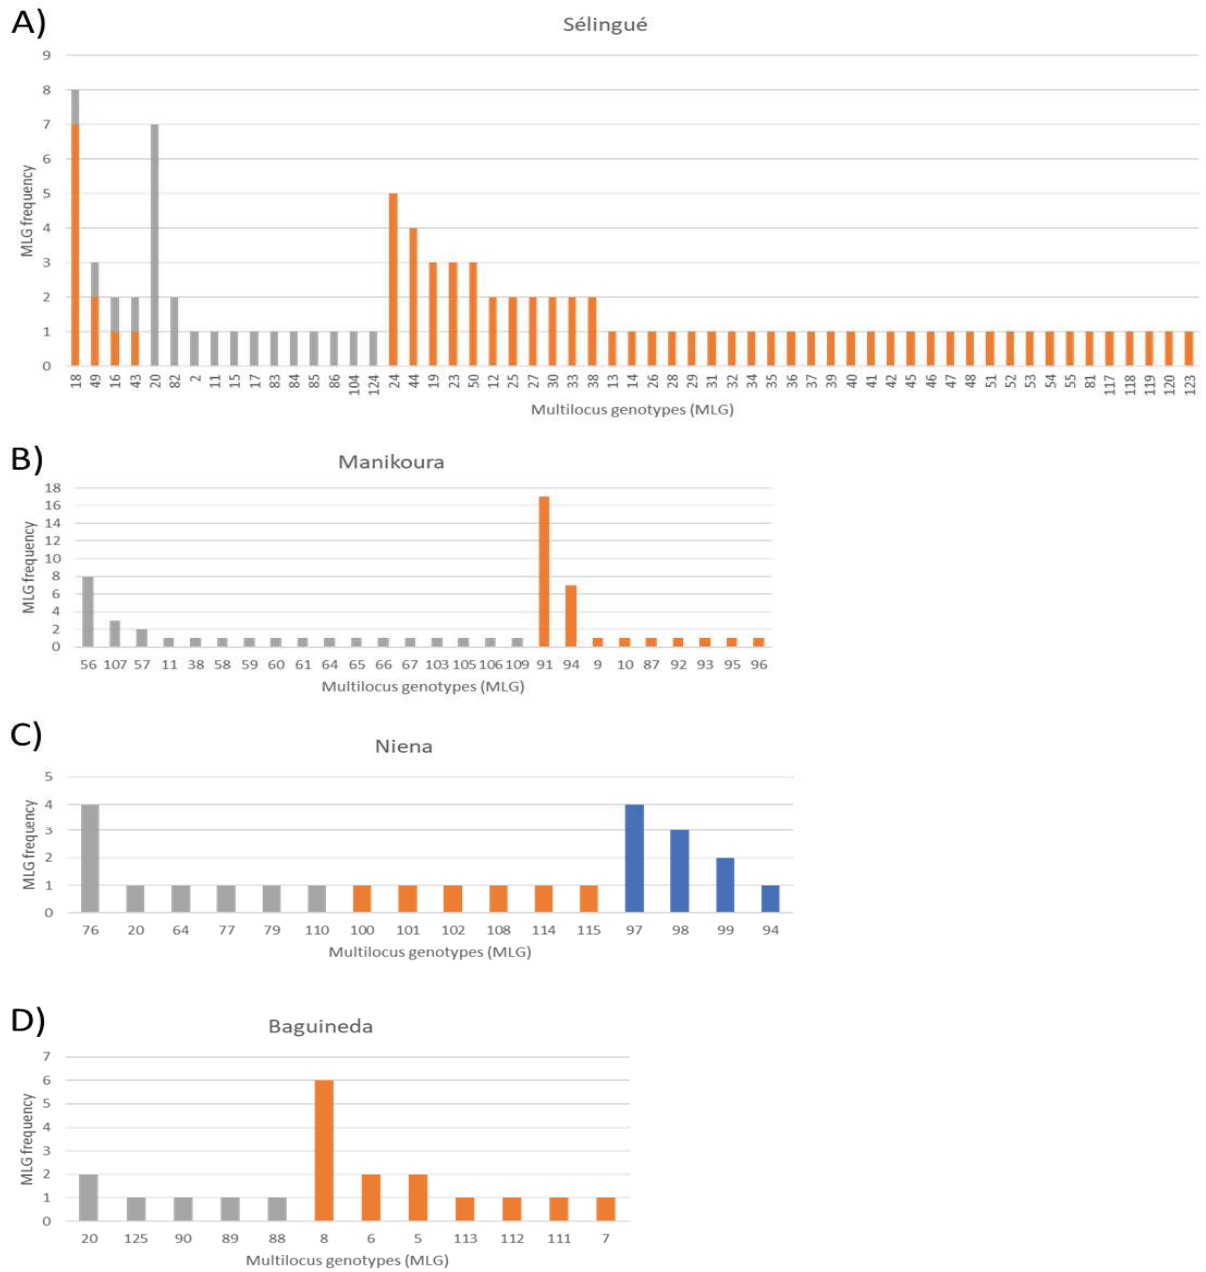 A)
Sélingué
9
8
7
6
5
4
3
2
1
0
MLG frequency
18 49 16 43 20 82 2 11 15 17 83 84 85 86 104 124 24 44 19 23 50 12 25 27 30 33 38 13 14 26 28 29 31 32 34 35 36 37 39 40 41 42 45 46 47 48 51 52 53 54 55 81 117 118 119 120 123
Multilocus genotypes (MLG)
B)
Manikoura
18
16
14
12
10
8
6
4
2
0
MLG frequency
56 107 57 11 38 58 59 60 61 64 65 66 67 103 105 106 109 91 94 9 10 87 92 93 95 96
Multilocus genotypes (MLG)
C)
Niena
5
4
3
2
1
0
MLG frequency
76 20 64 77 79 110 100 101 102 108 114 115 97 98 99 94
Multilocus genotypes (MLG)
D)
Baguineda
7
6
5
4
3
2
1
0
MLG frequency
20 125 90 89 88 8 6 5 113 112 111 7
Multilocus genotypes (MLG)